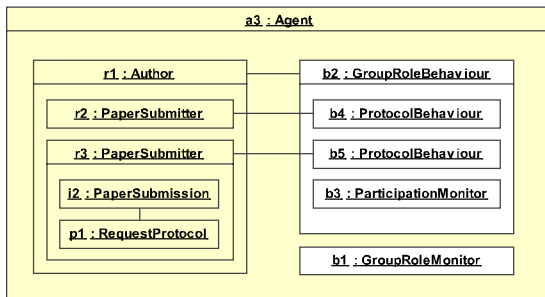 a3 : Agent
r1 : Author
b2 : GroupRoleBehaviour
r2 : PaperSubmitter
b4 : ProtocolBehaviour
r3 : PaperSubmitter
b5 : ProtocolBehaviour
i2 : PaperSubmission
b3 : ParticipationMonitor
p1 : RequestProtocol
b1 : GroupRoleMonitor